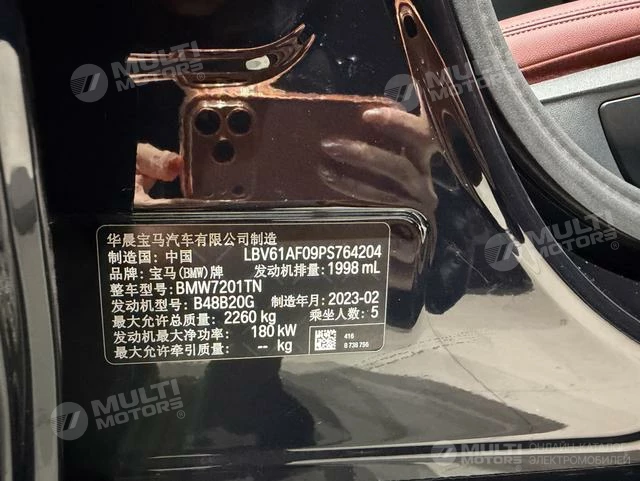 MULTI
MOTORS®
MULTI
MOTORS®
华晨宝马汽车有限公司制造
制造国: 中国 LBV61AF09PS764204
品牌: 宝马(BMW)牌 发动机排量: 1998 mL
整车型号: BMW7201TN
发动机型号: B48B20G 制造年月: 2023-02
最大允许总质量: 2260 kg 乘坐人数: 5
发动机最大净功率: 180 kW
最大允许牵引质量: -- kg
416
8 738 756
MULTI
MOTORS®
MULTI
MOTORS
ОНЛАЙН-КАТАЛОГ
ЭЛЕКТРОМОБИЛЕЙ